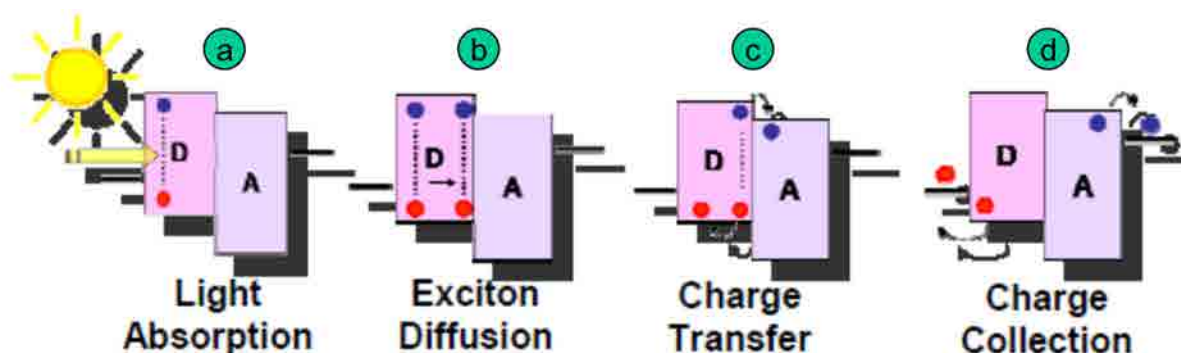 a b c d
D A D A D A D A
Light Absorption
Exciton Diffusion
Charge Transfer
Charge Collection